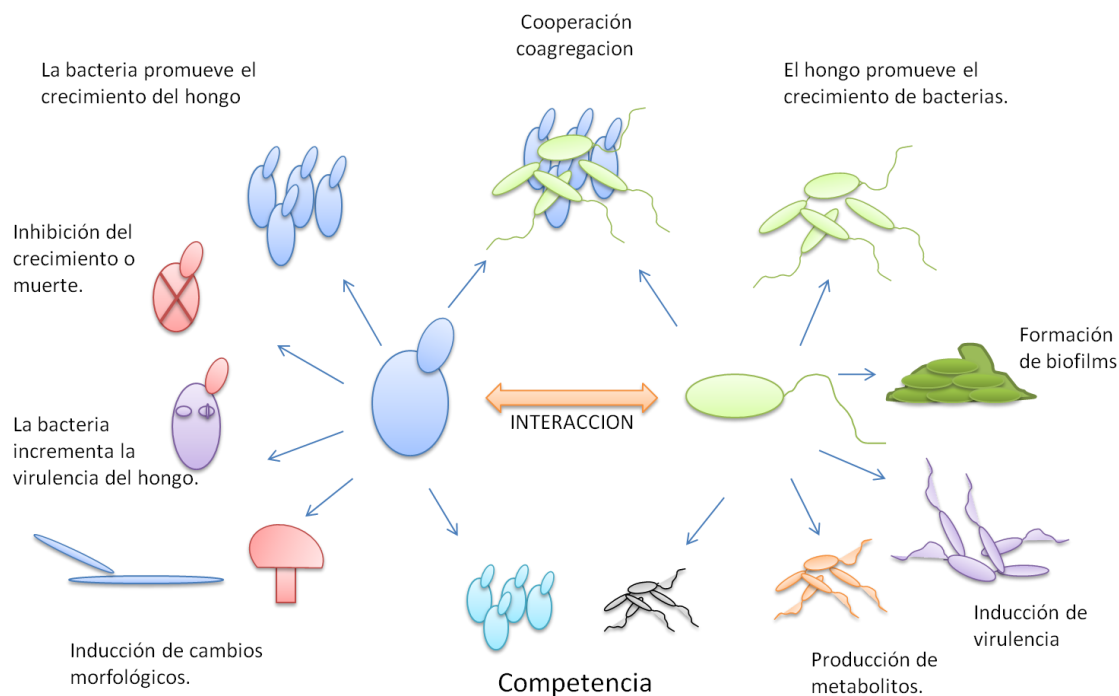 Cooperación
coagregacion
La bacteria promueve el
crecimiento del hongo
El hongo promueve el
crecimiento de bacterias.
Inhibición del
crecimiento o
muerte.
Formación
de biofilms
INTERACCION
La bacteria
incrementa la
virulencia del hongo.
Inducción de
virulencia
Inducción de cambios
morfológicos.
Competencia
Producción de
metabolitos.